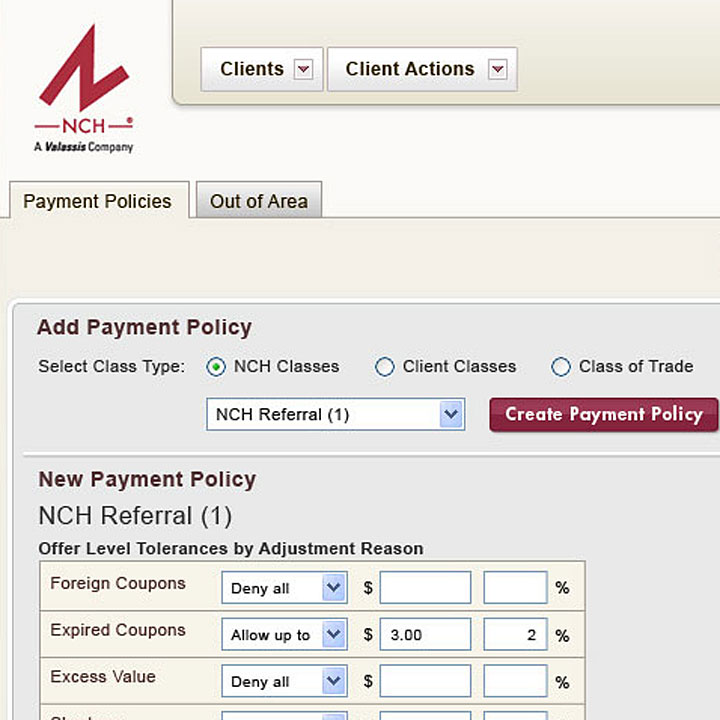 Clients
Client Actions
NCH®
A Valassis Company
Payment Policies
Out of Area
Add Payment Policy
Select Class Type: NCH Classes Client Classes Class of Trade
NCH Referral (1) Create Payment Policy
New Payment Policy
NCH Referral (1)
Offer Level Tolerances by Adjustment Reason
Foreign Coupons Deny all $ %
Expired Coupons Allow up to $ 3.00 2 %
Excess Value Deny all $ %